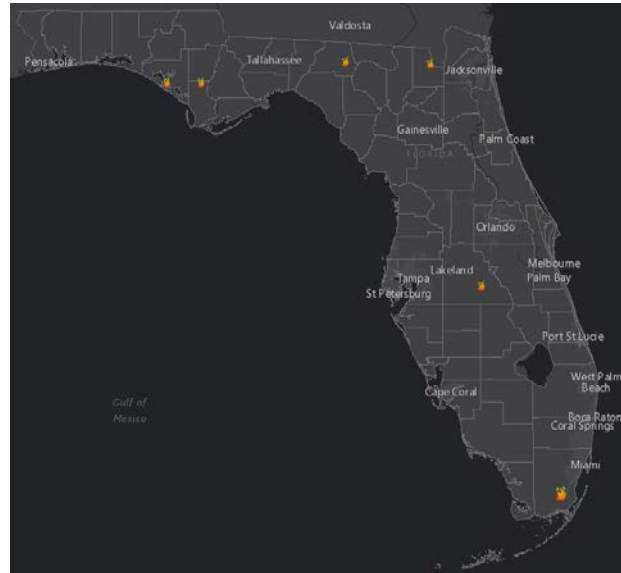 Valdosta
Pensacola
Tallahassee
Jacksonville
Gainesville
Palm Coast
FLORIDA
Orlando
Lakeland
Melbourne
Tampa
Palm Bay
St Petersburg
Port St Lucie
West Palm
Beach
Cape Coral
Gulf of
Mexico
Boca Raton
Coral Springs
Miami